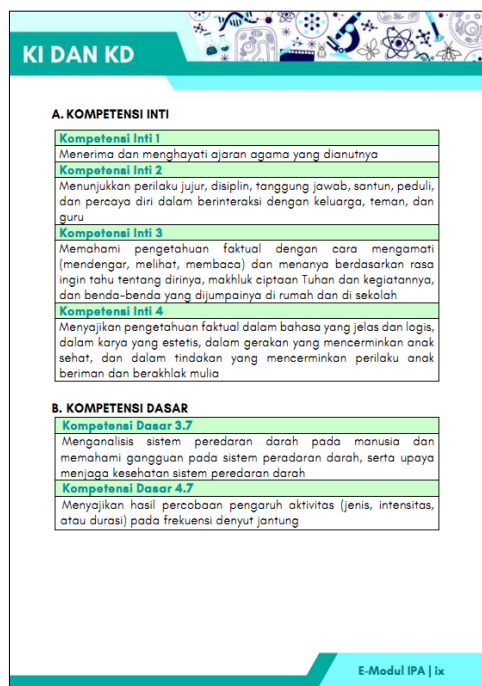 KI DAN KD
A. KOMPETENSI INTI
Kompetensi Inti 1
Menerima dan menghayati ajaran agama yang dianutnya
Kompetensi Inti 2
Menunjukkan perilaku jujur, disiplin, tanggung jawab, santun, peduli,
dan percaya diri dalam berinteraksi dengan keluarga, teman, dan
guru
Kompetensi Inti 3
Memahami pengetahuan faktual dengan cara mengamati
(mendengar, melihat, membaca) dan menanya berdasarkan rasa
ingin tahu tentang dirinya, makhluk ciptaan Tuhan dan kegiatannya,
dan benda-benda yang dijumpainya di rumah dan di sekolah
Kompetensi Inti 4
Menyajikan pengetahuan faktual dalam bahasa yang jelas dan logis,
dalam karya yang estetis, dalam gerakan yang mencerminkan anak
sehat, dan dalam tindakan yang mencerminkan perilaku anak
beriman dan berakhlak mulia
B. KOMPETENSI DASAR
Kompetensi Dasar 3.7
Menganalisis sistem peredaran darah pada manusia dan
memahami gangguan pada sistem peradaran darah, serta upaya
menjaga kesehatan sistem peredaran darah
Kompetensi Dasar 4.7
Menyajikan hasil percobaan pengaruh aktivitas (jenis, intensitas,
atau durasi) pada frekuensi denyut jantung
E-Modul IPA | ix